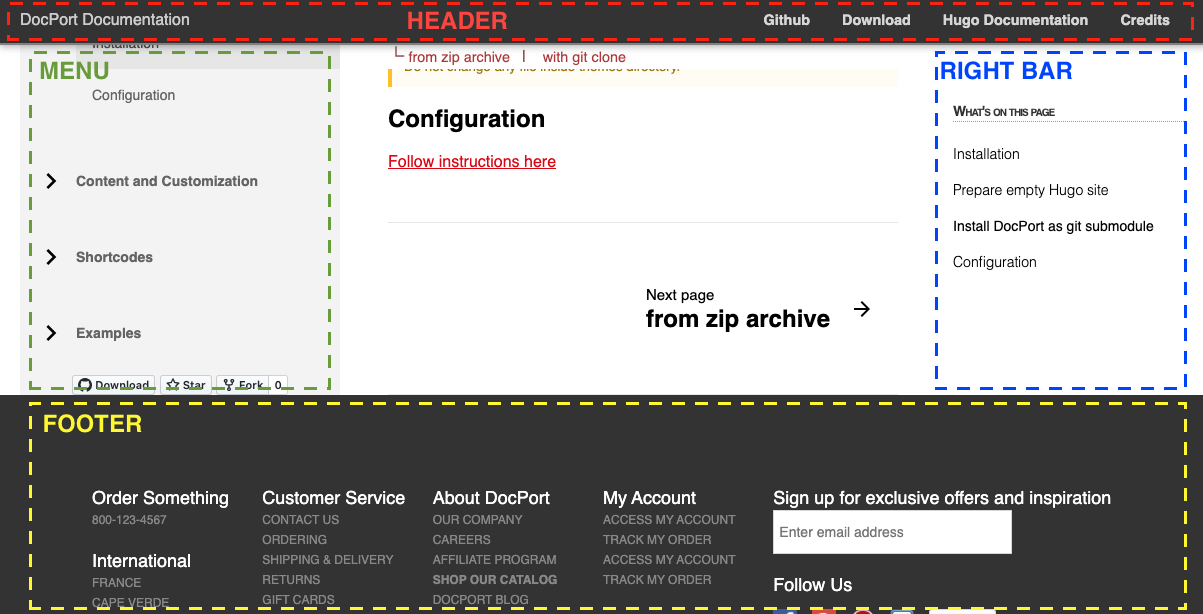 DocPort Documentation
HEADER
Github
Download
Hugo Documentation
Credits
Installation
MENU
Configuration
Content and Customization
Shortcodes
Examples
Download
Star
Fork
0
└ from zip archive | with git clone
Do not change any file inside themes directory.
Configuration
Follow instructions here
Next page
from zip archive
RIGHT BAR
What's on this page
Installation
Prepare empty Hugo site
Install DocPort as git submodule
Configuration
FOOTER
Order Something
800-123-4567
International
FRANCE
CAPE VERDE
Customer Service
CONTACT US
ORDERING
SHIPPING & DELIVERY
RETURNS
GIFT CARDS
About DocPort
OUR COMPANY
CAREERS
AFFILIATE PROGRAM
SHOP OUR CATALOG
DOCPORT BLOG
My Account
ACCESS MY ACCOUNT
TRACK MY ORDER
ACCESS MY ACCOUNT
TRACK MY ORDER
Sign up for exclusive offers and inspiration
Enter email address
Follow Us